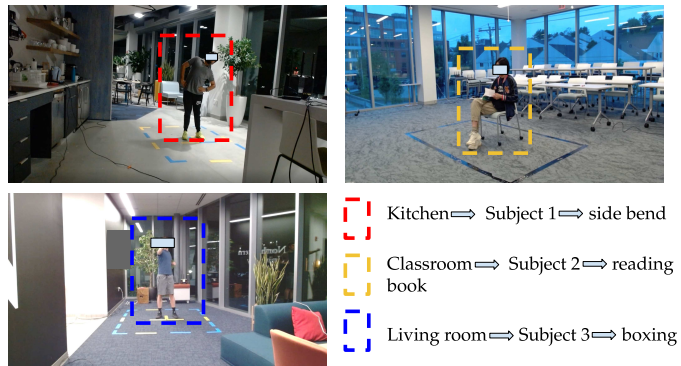 Kitchen Subject 1 side bend
Classroom Subject 2 reading
book
Living room Subject 3 boxing